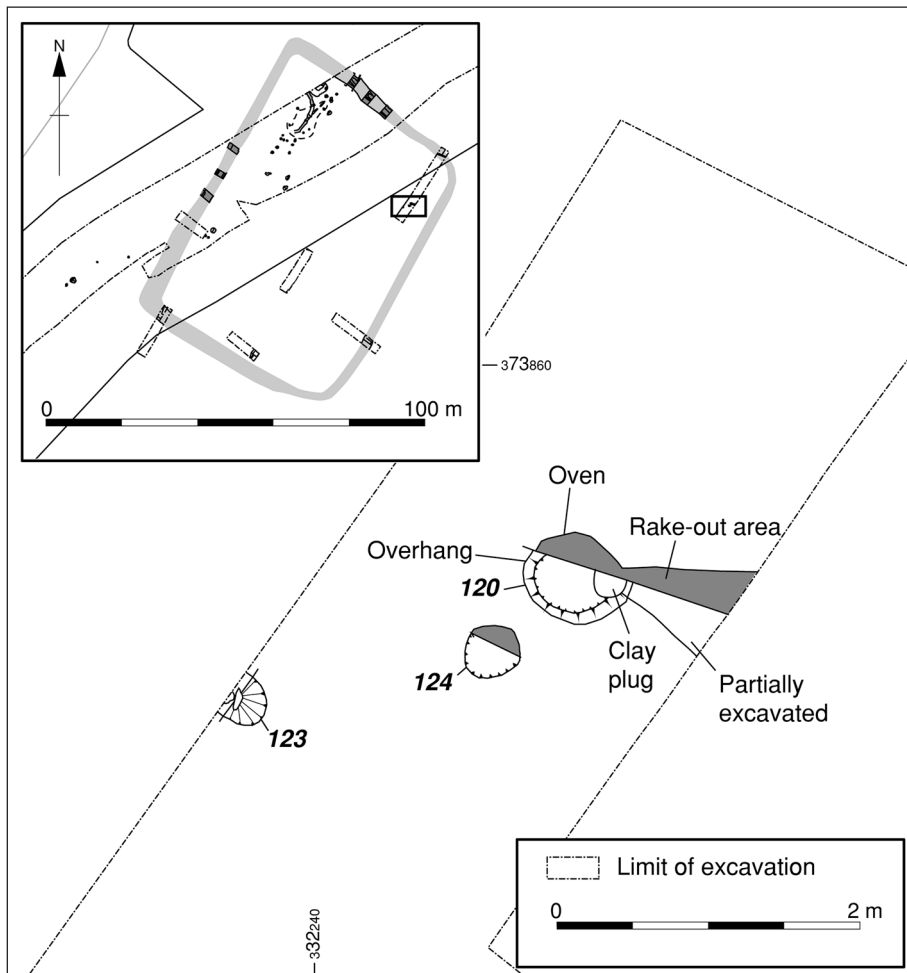 N
0
100 m
373860
Oven
Rake-out area
Overhang
120
Clay
plug
124
Partially
excavated
123
Limit of excavation
0
2 m
332240